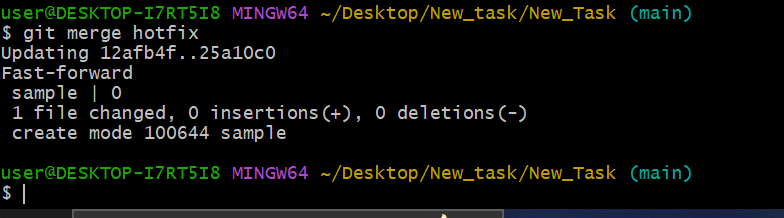 user@DESKTOP-I7RT5I8 MINGW64 ~/Desktop/New_task/New_Task (main)
$ git merge hotfix
Updating 12afb4f..25a10c0
Fast-forward
 sample | 0
 1 file changed, 0 insertions(+), 0 deletions(-)
 create mode 100644 sample
user@DESKTOP-I7RT5I8 MINGW64 ~/Desktop/New_task/New_Task (main)
$